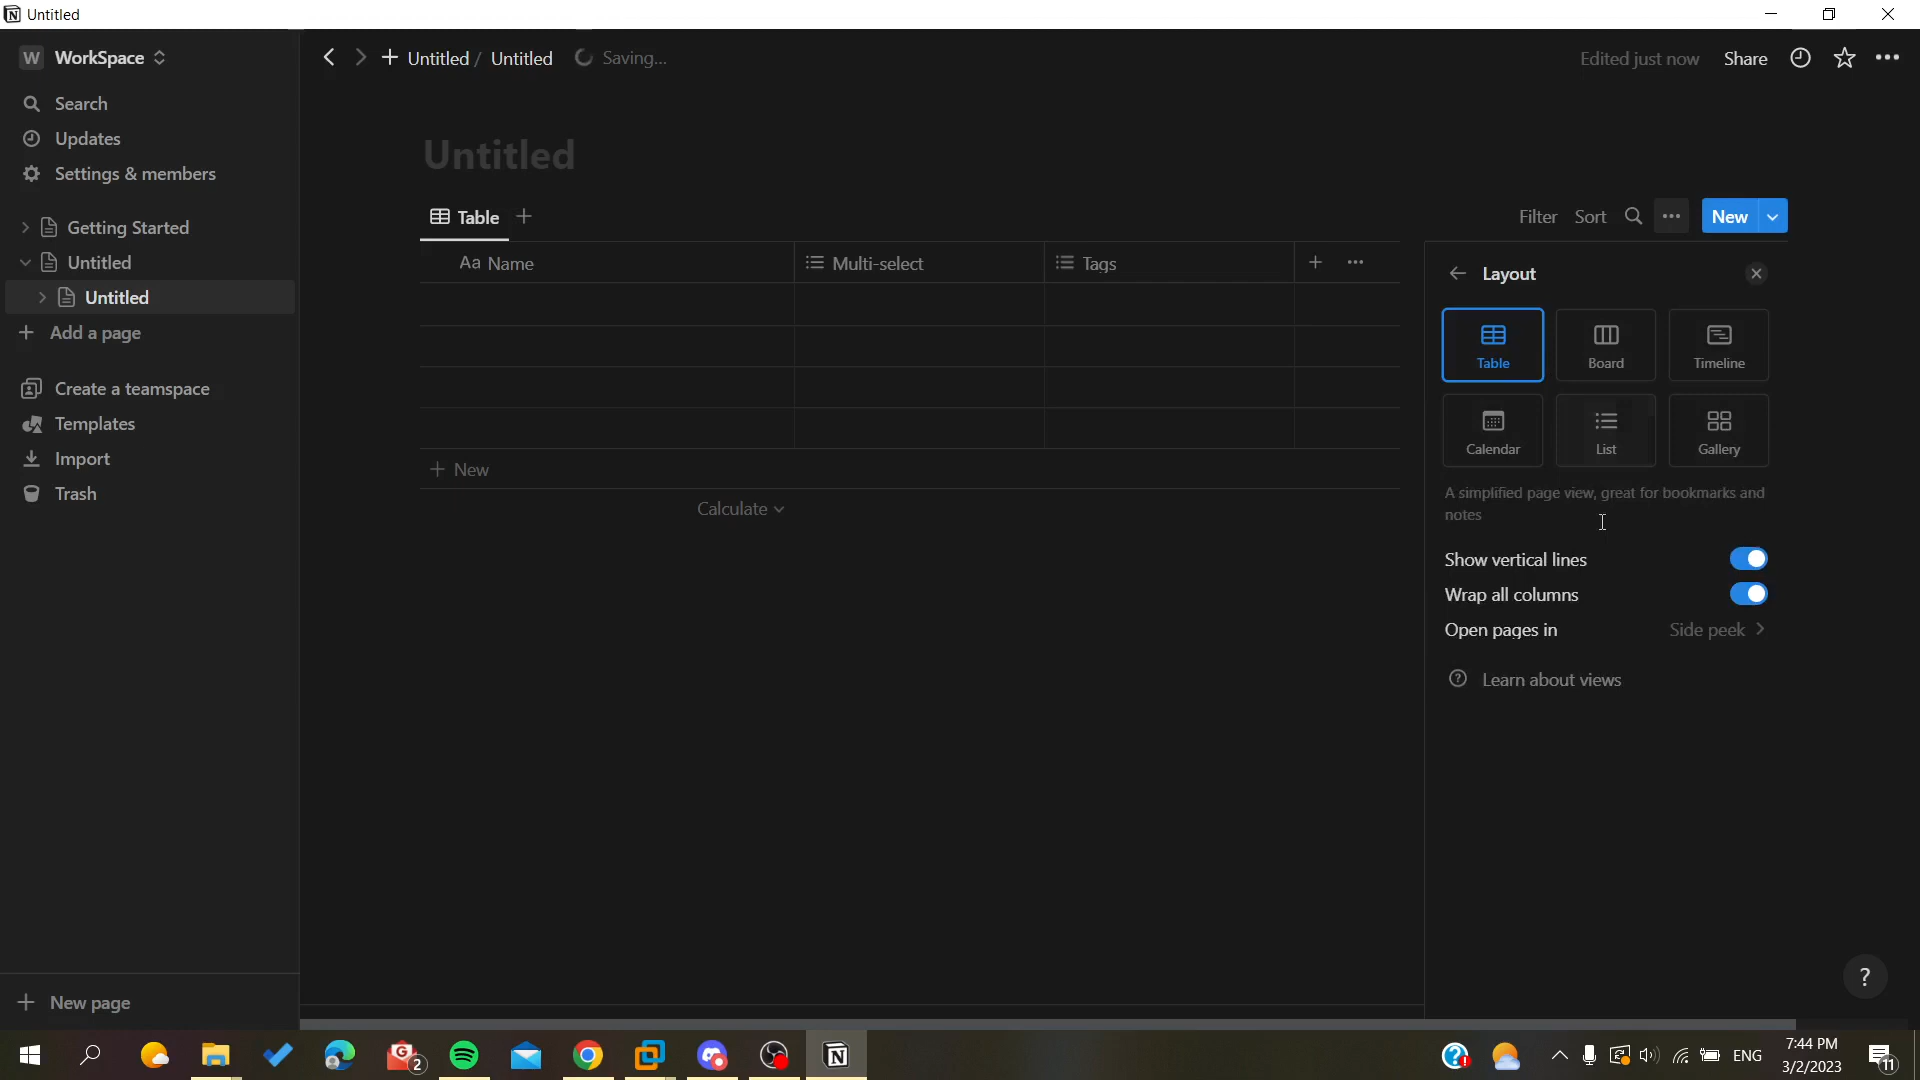 Untitled
W WorkSpace
Search
Updates
Settings & members
Getting Started
Untitled
Untitled
Add a page
Create a teamspace
Templates
Import
Trash
New page
Untitled / Untitled Saving...
Edited just now Share
Untitled
Table
Filter Sort New
Aa Name Multi-select Tags
New
Calculate
Layout
Table Board Timeline
Calendar List Gallery
A simplified page view, great for bookmarks and
notes
Show vertical lines
Wrap all columns
Open pages in Side peek
? Learn about views
?
2
ENG
7:44 PM
3/2/2023
11